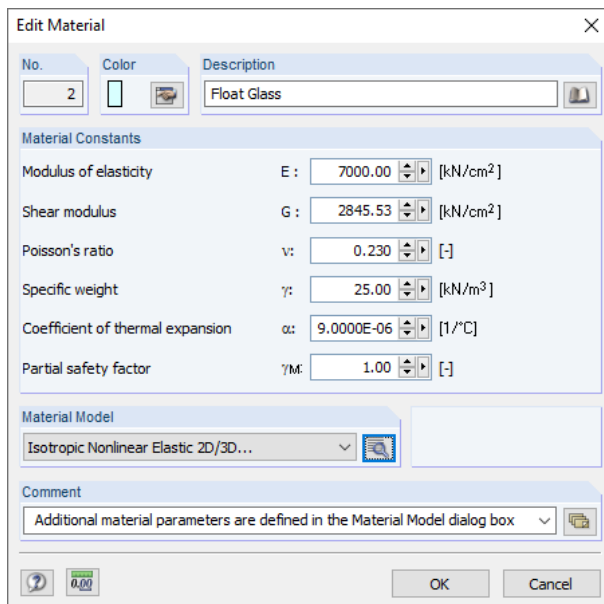 Edit Material
No. Color Description
2 Float Glass
Material Constants
Modulus of elasticity E : 7000.00 [kN/cm²]
Shear modulus G : 2845.53 [kN/cm²]
Poisson's ratio ν: 0.230 [-]
Specific weight γ: 25.00 [kN/m³]
Coefficient of thermal expansion α: 9.0000E-06 [1/°C]
Partial safety factor γM: 1.00 [-]
Material Model
Isotropic Nonlinear Elastic 2D/3D...
Comment
Additional material parameters are defined in the Material Model dialog box
0.00 OK Cancel